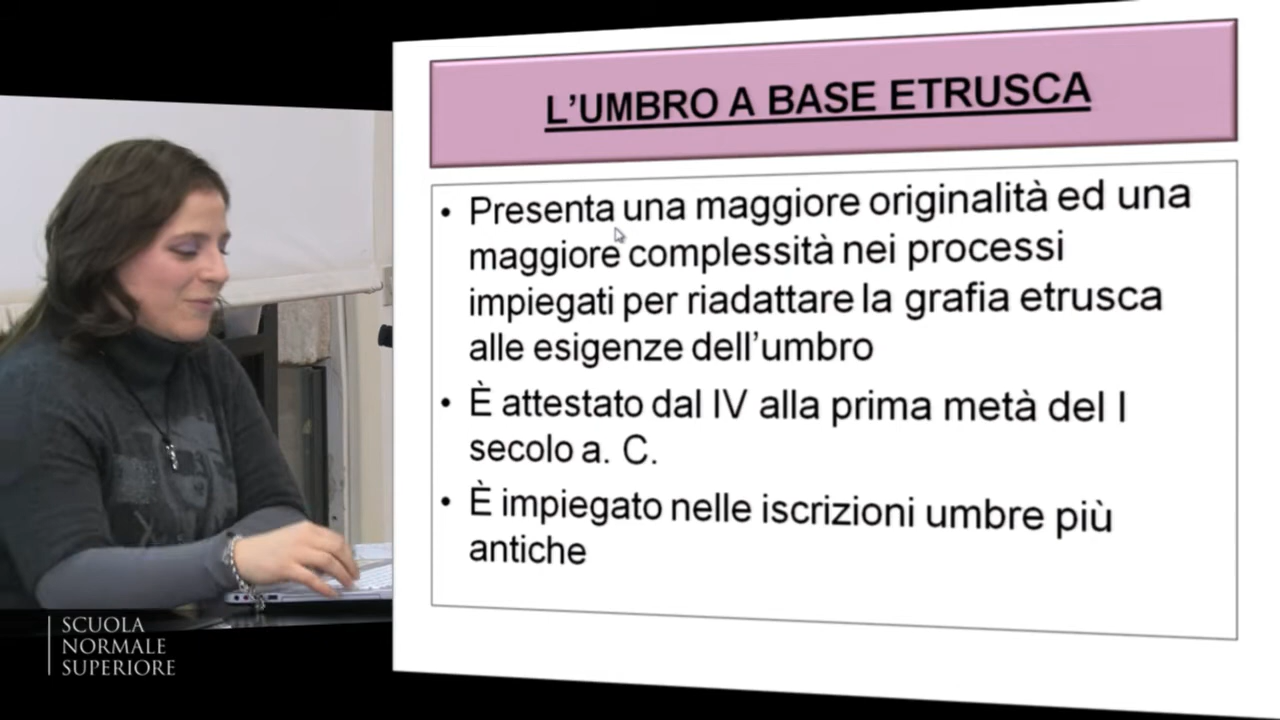 L'UMBRO A BASE ETRUSCA
• Presenta una maggiore originalità ed una
maggiore complessità nei processi
impiegati per riadattare la grafia etrusca
alle esigenze dell'umbro
• È attestato dal IV alla prima metà del I
secolo a. C.
• È impiegato nelle iscrizioni umbre più
antiche
SCUOLA
NORMALE
SUPERIORE